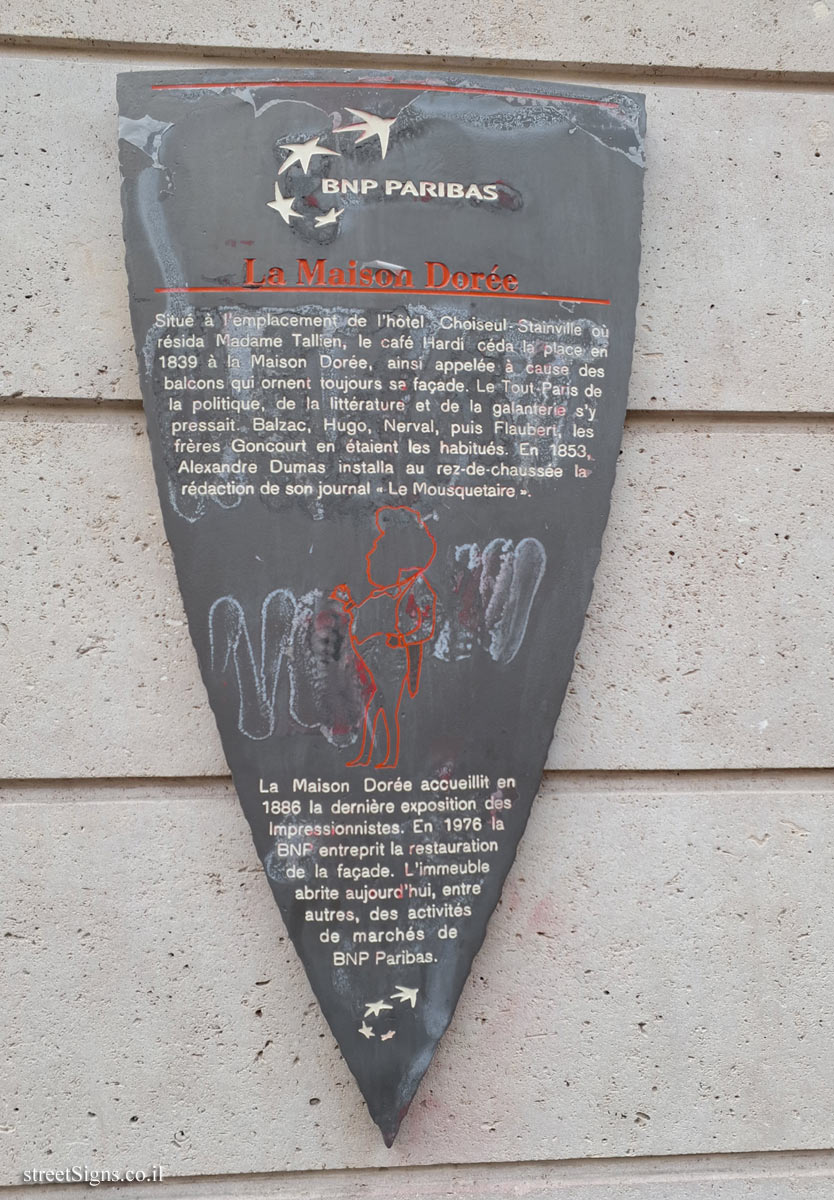 BNP PARIBAS
La Maison Dorée
Situé à l'emplacement de l'hôtel Choiseul-Stainville où
résida Madame Tallien, le café Hardi céda la place en
1839 à la Maison Dorée, ainsi appelée à cause des
balcons qui ornent toujours sa façade. Le Tout-Paris de
la politique, de la littérature et de la galanterie s'y
pressait. Balzac, Hugo, Nerval, puis Flaubert, les
frères Goncourt en étaient les habitués. En 1853,
Alexandre Dumas installa au rez-de-chaussée la
rédaction de son journal « Le Mousquetaire ».
La Maison Dorée accueillit en
1886 la dernière exposition des
Impressionnistes. En 1976 la
BNP entreprit la restauration
de la façade. L'immeuble
abrite aujourd'hui, entre
autres, des activités
de marchés de
BNP Paribas.
streetSigns.co.il